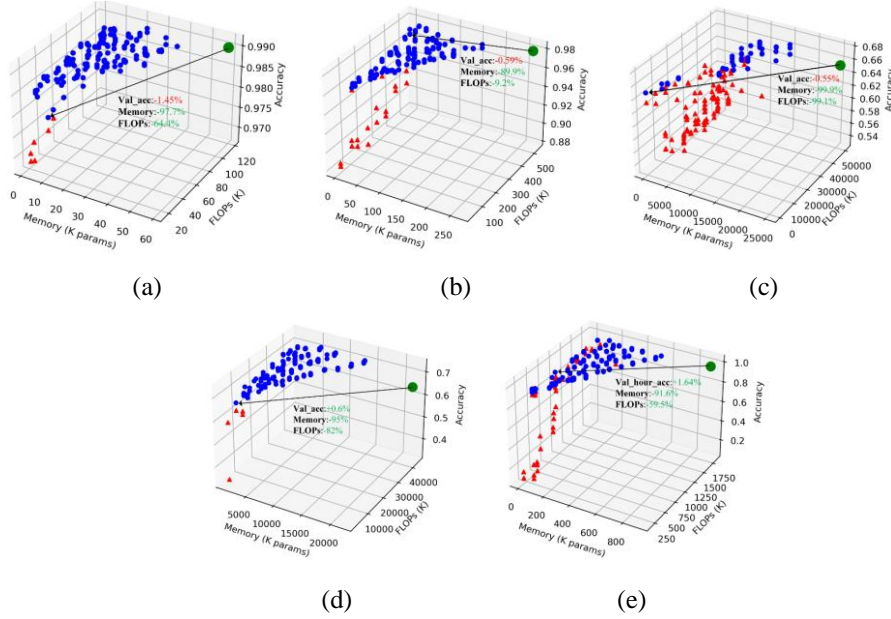 0.990
0.985
0.980
0.975
0.970
Accuracy
Val_acc:-1.45%
Memory:-97.7%
FLOPs:-64.4%
120
100
80
60
40
20
FLOPs (K)
0
10
20
30
40
50
60
Memory (K params)
(a)
0.98
0.96
0.94
0.92
0.90
0.88
Accuracy
Val_acc:-0.59%
Memory:-89.9%
FLOPs:-9.2%
500
400
300
200
100
FLOPs (K)
0
50
100
150
200
250
Memory (K params)
(b)
0.68
0.66
0.64
0.62
0.60
0.58
0.56
0.54
Accuracy
Val_acc:-0.55%
Memory:-99.9%
FLOPs:-99.1%
50000
40000
30000
20000
10000
0
FLOPs (K)
0
5000
10000
15000
20000
25000
Memory (K params)
(c)
0.7
0.6
0.5
0.4
Accuracy
Val_acc:+0.6%
Memory:-95%
FLOPs:-82%
40000
30000
20000
10000
FLOPs (K)
5000
10000
15000
20000
Memory (K params)
(d)
1.0
0.8
0.6
0.4
0.2
Accuracy
Val_hour_acc:+1.64%
Memory:-91.6%
FLOPs:-59.5%
1750
1500
1250
1000
750
500
250
FLOPs (K)
0
200
400
600
800
Memory (K params)
(e)